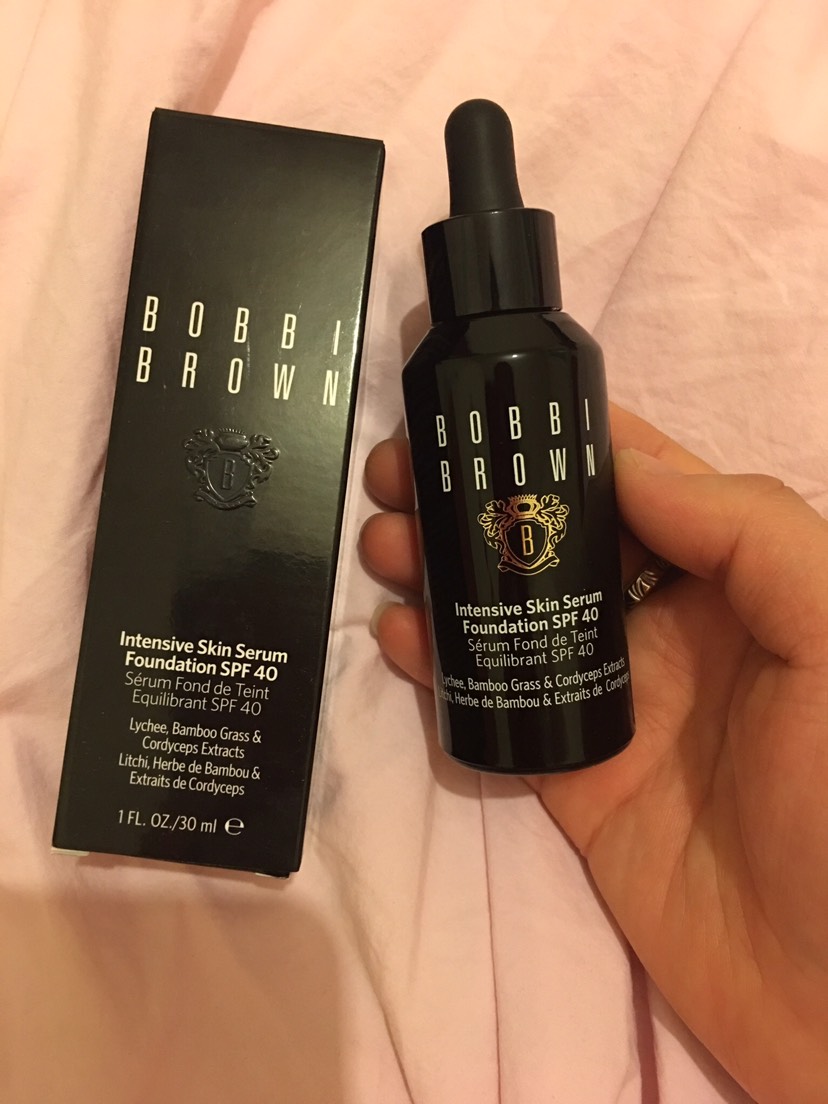 BOBBI
BROWN
B
Intensive Skin Serum
Foundation SPF 40
Sérum Fond de Teint
Equilibrant SPF 40
Lychee, Bamboo Grass &
Cordyceps Extracts
Litchi, Herbe de Bambou &
Extraits de Cordyceps
1 FL. OZ./30 ml ℮
BOBBI
BROWN
B
Intensive Skin Serum
Foundation SPF 40
Sérum Fond de Teint
Equilibrant SPF 40
Lychee, Bamboo Grass & Cordyceps Extracts
Herbe de Bambou & Extraits de